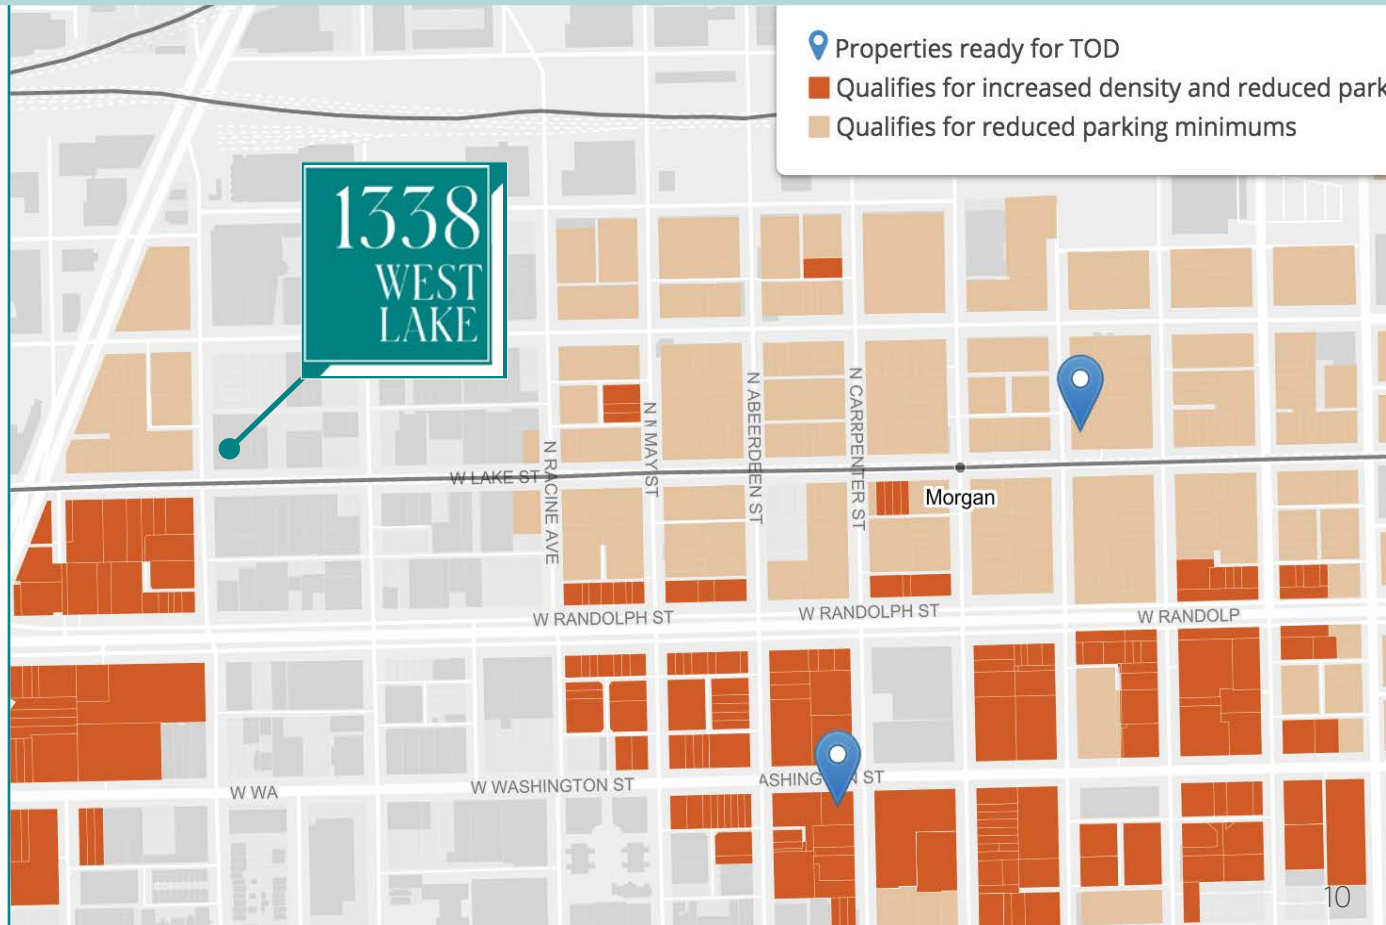 Properties ready for TOD
Qualifies for increased density and reduced park
Qualifies for reduced parking minimums
1338
WEST
LAKE
N RACINE AVE
N MAY ST
N ABEERDEEN ST
N CARPENTER ST
W LAKE ST
Morgan
W RANDOLPH ST
W RANDOLPH ST
W RANDOLP
W WA
W WASHINGTON ST
ASHINGTON ST
10